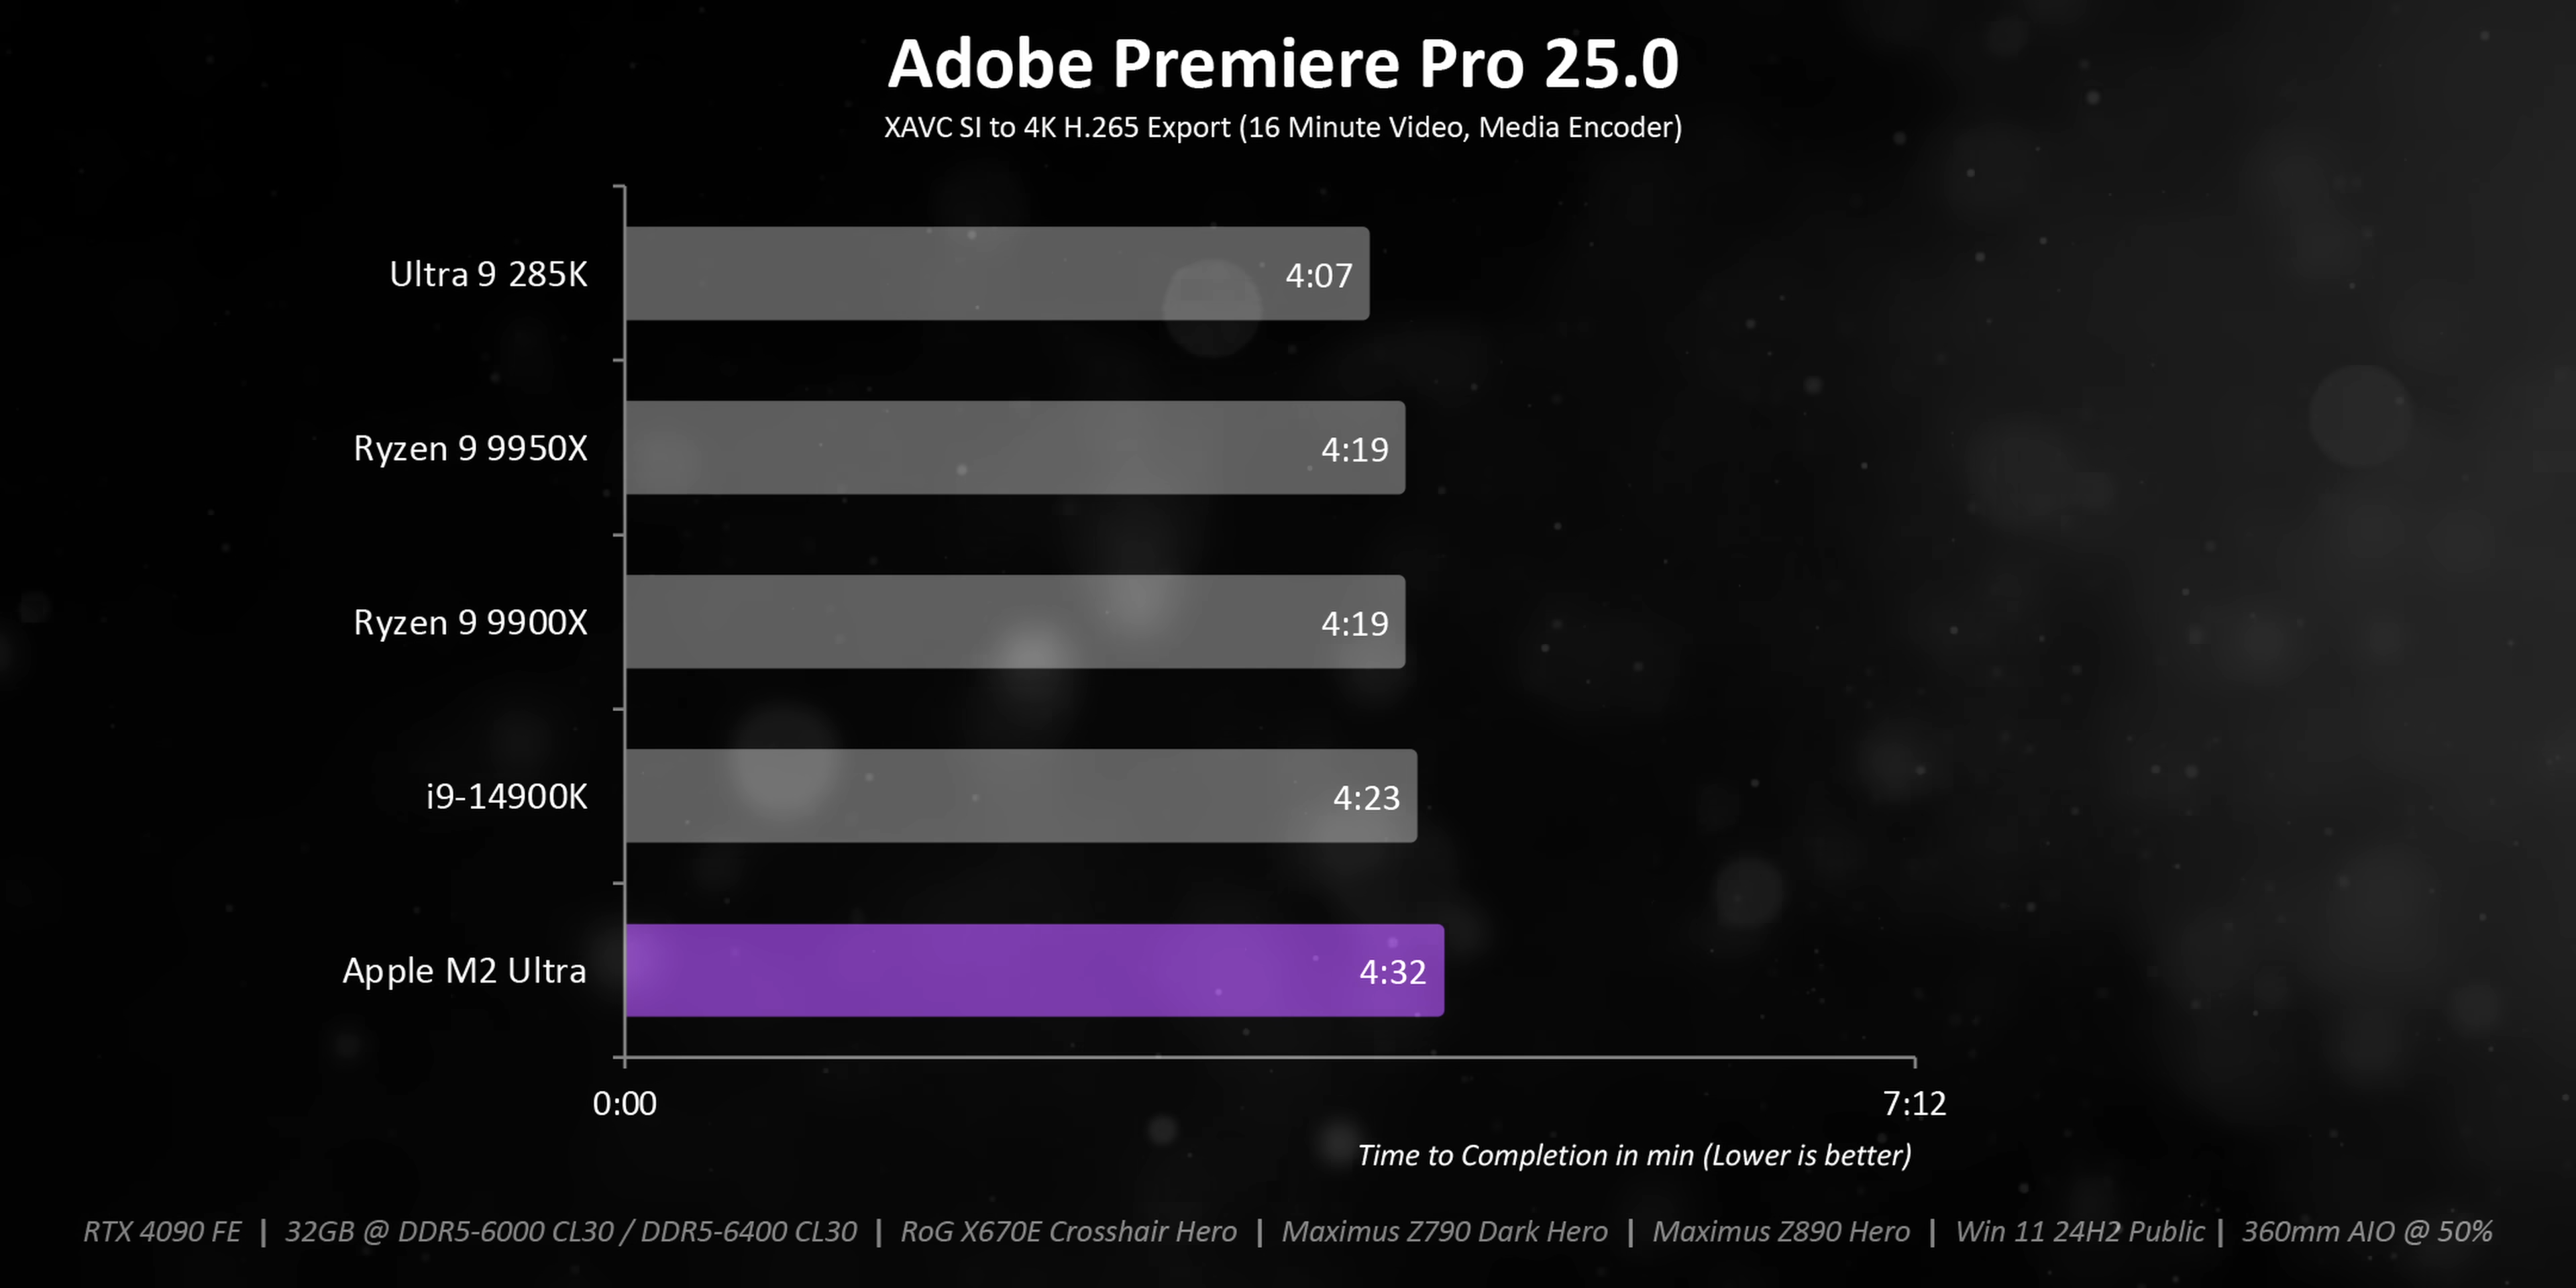 Adobe Premiere Pro 25.0
XAVC SI to 4K H.265 Export (16 Minute Video, Media Encoder)
Ultra 9 285K
4:07
Ryzen 9 9950X
4:19
Ryzen 9 9900X
4:19
i9-14900K
4:23
Apple M2 Ultra
4:32
0:00
7:12
Time to Completion in min (Lower is better)
RTX 4090 FE | 32GB @ DDR5-6000 CL30 / DDR5-6400 CL30 | RoG X670E Crosshair Hero | Maximus Z790 Dark Hero | Maximus Z890 Hero | Win 11 24H2 Public | 360mm AIO @ 50%